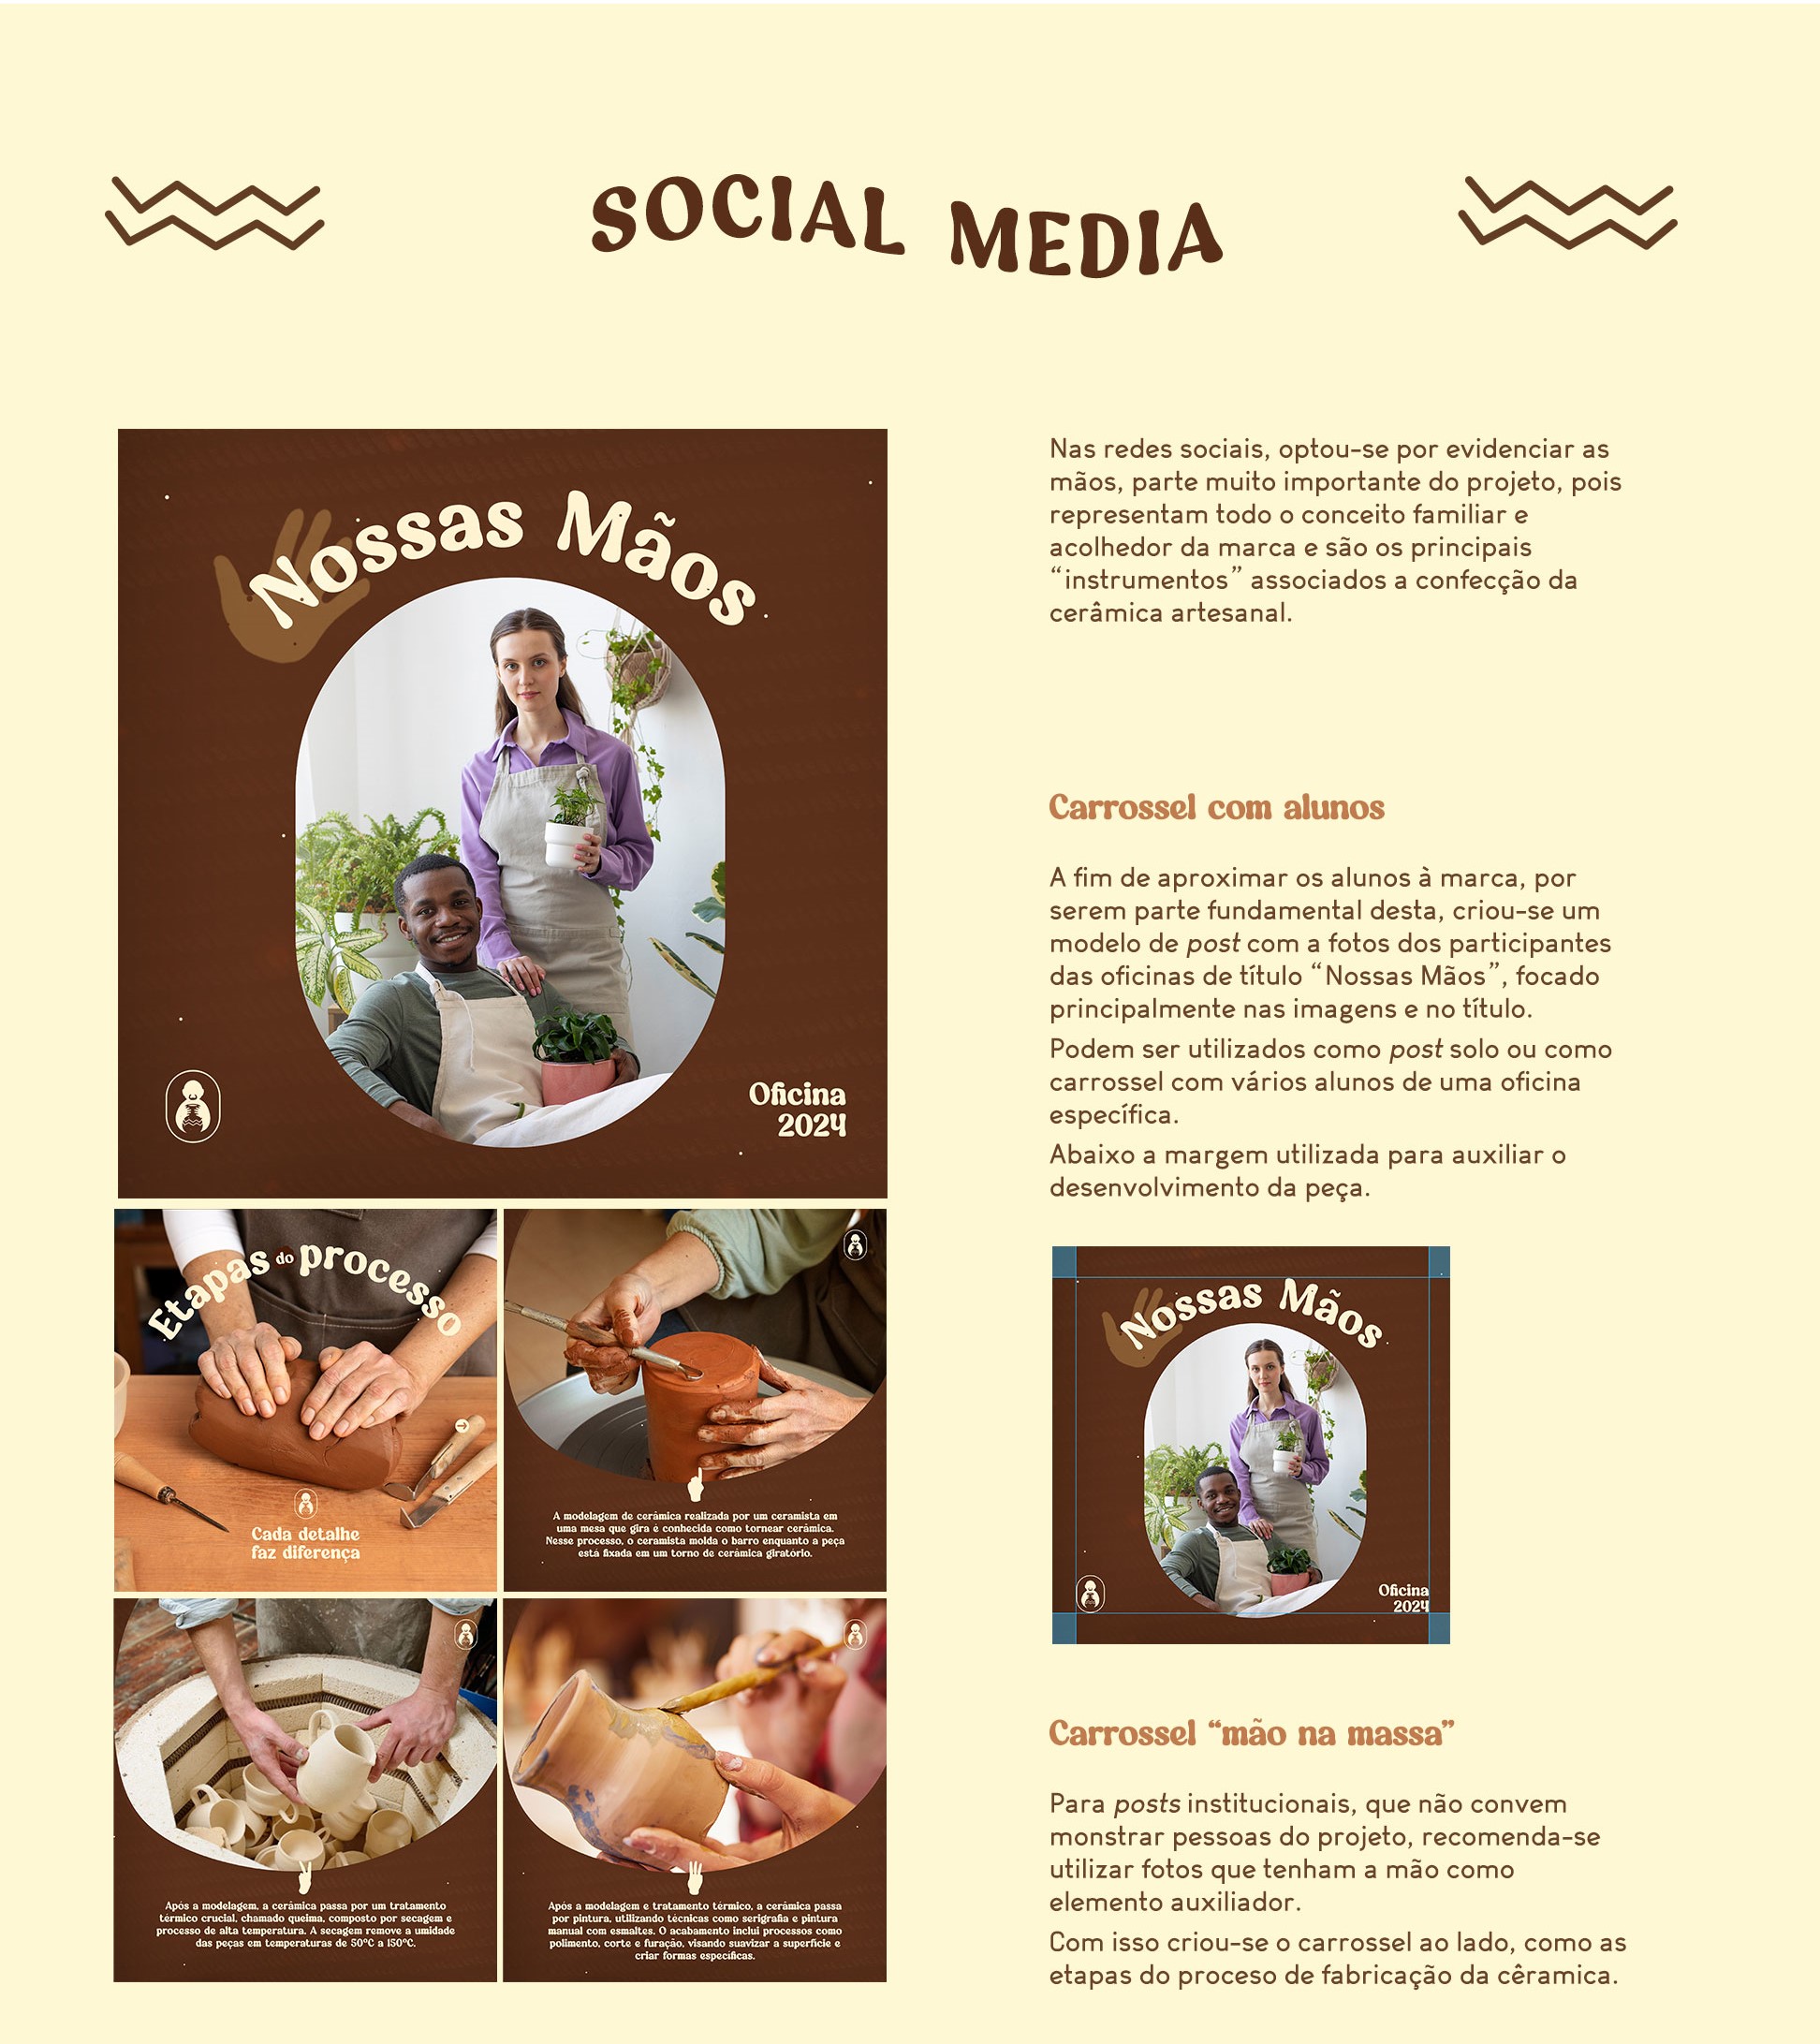 SOCIAL MEDIA
Nossas Mãos
Oficina
2024
Etapas do processo
Cada detalhe
faz diferença
A modelagem de cerâmica realizada por um ceramista em
uma mesa que gira é conhecida como tornear cerâmica.
Nesse processo, o ceramista molda o barro enquanto a peça
está fixada em um torno de cerâmica giratório.
Após a modelagem, a cerâmica passa por um tratamento
térmico crucial, chamado queima, composto por secagem e
processo de alta temperatura. A secagem remove a umidade
das peças em temperaturas de 50°C a 150°C.
Após a modelagem e tratamento térmico, a cerâmica passa
por pintura, utilizando técnicas como serigrafia e pintura
manual com esmaltes. O acabamento inclui processos como
polimento, corte e furação, visando suavizar a superfície e
criar formas específicas.
Nas redes sociais, optou-se por evidenciar as
mãos, parte muito importante do projeto, pois
representam todo o conceito familiar e
acolhedor da marca e são os principais
“instrumentos” associados a confecção da
cerâmica artesanal.
Carrossel com alunos
A fim de aproximar os alunos à marca, por
serem parte fundamental desta, criou-se um
modelo de post com a fotos dos participantes
das oficinas de título “Nossas Mãos”, focado
principalmente nas imagens e no título.
Podem ser utilizados como post solo ou como
carrossel com vários alunos de uma oficina
específica.
Abaixo a margem utilizada para auxiliar o
desenvolvimento da peça.
Nossas Mãos
Oficina
2024
Carrossel “mão na massa”
Para posts institucionais, que não convem
monstrar pessoas do projeto, recomenda-se
utilizar fotos que tenham a mão como
elemento auxiliador.
Com isso criou-se o carrossel ao lado, como as
etapas do proceso de fabricação da cêramica.